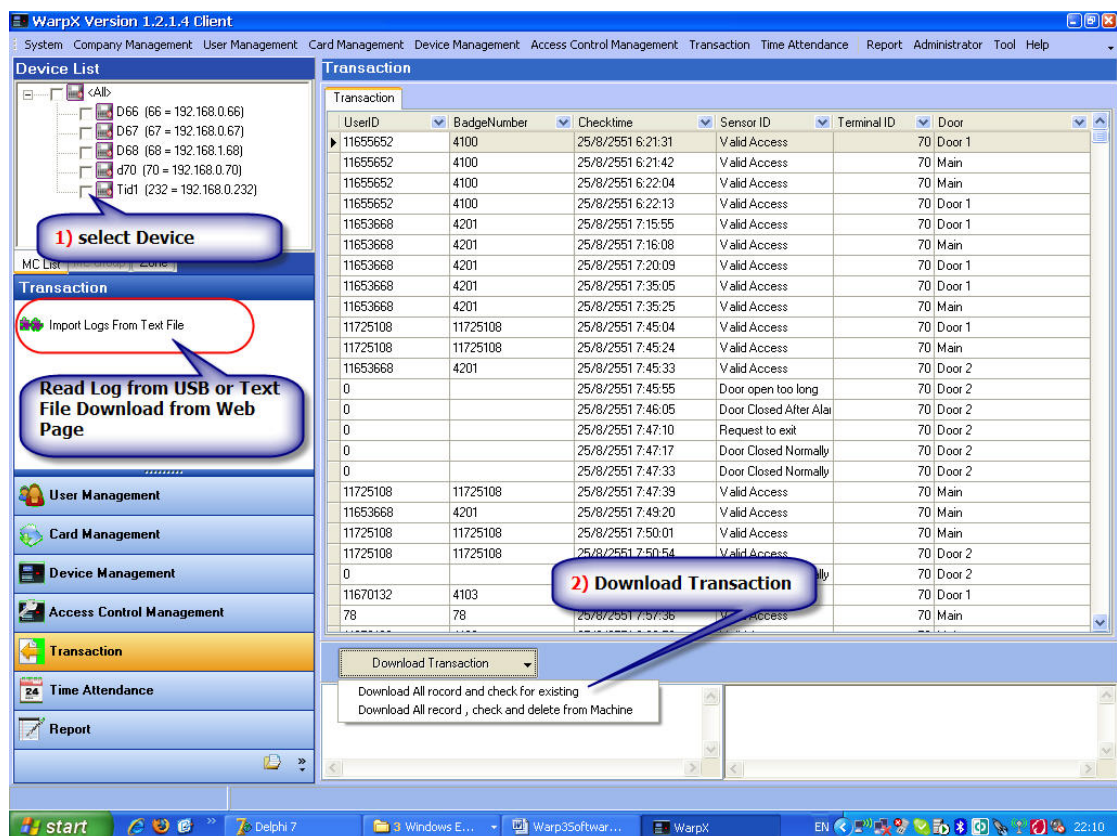 WarpX Version 1.2.1.4 Client
System Company Management User Management Card Management Device Management Access Control Management Transaction Time Attendance Report Administrator Tool Help
Device List
<All>
D66 (66 = 192.168.0.66)
D67 (67 = 192.168.0.67)
D68 (68 = 192.168.1.68)
d70 (70 = 192.168.0.70)
Tid1 (232 = 192.168.0.232)
1) select Device
MC List
Transaction
Import Logs From Text File
Read Log from USB or Text
File Download from Web
Page
User Management
Card Management
Device Management
Access Control Management
Transaction
24 Time Attendance
Report
Transaction
Transaction
UserID BadgeNumber Checktime Sensor ID Terminal ID Door
11655652 4100 25/8/2551 6:21:31 Valid Access 70 Door 1
11655652 4100 25/8/2551 6:21:42 Valid Access 70 Main
11655652 4100 25/8/2551 6:22:04 Valid Access 70 Main
11655652 4100 25/8/2551 6:22:13 Valid Access 70 Door 1
11653668 4201 25/8/2551 7:15:55 Valid Access 70 Door 1
11653668 4201 25/8/2551 7:16:08 Valid Access 70 Main
11653668 4201 25/8/2551 7:20:09 Valid Access 70 Door 1
11653668 4201 25/8/2551 7:35:05 Valid Access 70 Door 1
11653668 4201 25/8/2551 7:35:25 Valid Access 70 Main
11725108 11725108 25/8/2551 7:45:04 Valid Access 70 Door 1
11725108 11725108 25/8/2551 7:45:24 Valid Access 70 Main
11653668 4201 25/8/2551 7:45:33 Valid Access 70 Door 2
0 25/8/2551 7:45:55 Door open too long 70 Door 2
0 25/8/2551 7:46:05 Door Closed After Alar 70 Door 2
0 25/8/2551 7:47:10 Request to exit 70 Door 2
0 25/8/2551 7:47:17 Door Closed Normally 70 Door 2
0 25/8/2551 7:47:33 Door Closed Normally 70 Door 2
11725108 11725108 25/8/2551 7:47:39 Valid Access 70 Main
11653668 4201 25/8/2551 7:49:20 Valid Access 70 Main
11725108 11725108 25/8/2551 7:50:01 Valid Access 70 Main
11725108 11725108 25/8/2551 7:50:54 Valid Access 70 Door 2
0 70 Door 2
11670132 4103 70 Door 1
78 78 25/8/2551 7:57:36 Valid Access 70 Main
2) Download Transaction
Download Transaction
Download All rocord and check for existing
Download All record , check and delete from Machine
start Delphi 7 3 Windows E... Warp3Softwar... WarpX EN 22:10